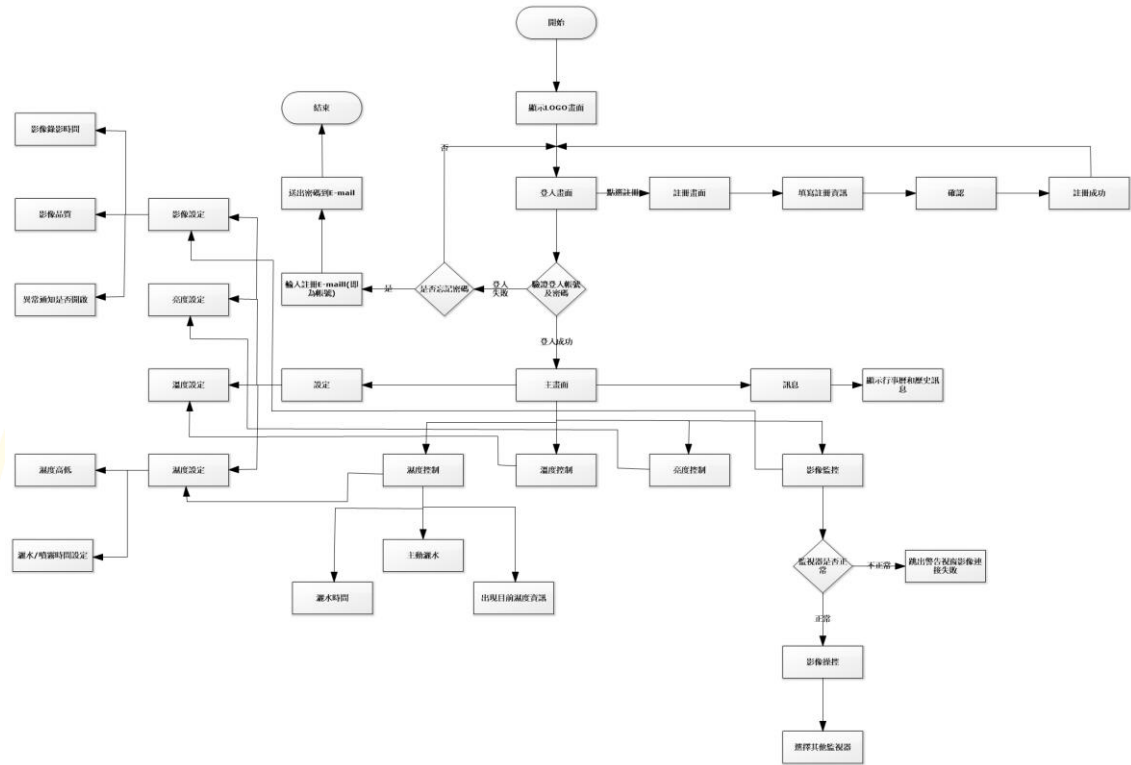 開始
顯示LOGO畫面
結束
影像錄影時間
否
送出密碼到E-mail
登入畫面
點選註冊
註冊畫面
填寫註冊資訊
確認
註冊成功
影像品質
影像設定
輸入註冊E-maill(即
為帳號)
是
是否忘記密碼
登入
失敗
驗證登入帳號
及密碼
異常通知是否開啟
亮度設定
登入成功
溫度設定
設定
主畫面
訊息
顯示行事曆和歷史訊
息
濕度高低
濕度設定
濕度控制
溫度控制
亮度控制
影像監控
灑水/噴霧時間設定
主動灑水
監視器是否正
常
不正常
跳出警告視窗影像連
接失敗
灑水時間
出現目前濕度資訊
正常
影像操控
選擇其他監視器